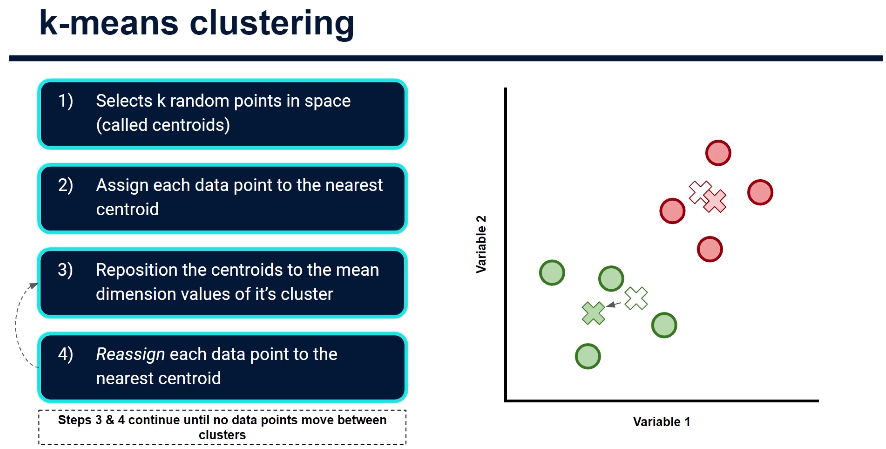 k-means clustering
1) Selects k random points in space
(called centroids)
2) Assign each data point to the nearest
centroid
3) Reposition the centroids to the mean
dimension values of it's cluster
4) Reassign each data point to the
nearest centroid
Steps 3 & 4 continue until no data points move between
clusters
Variable 2
Variable 1